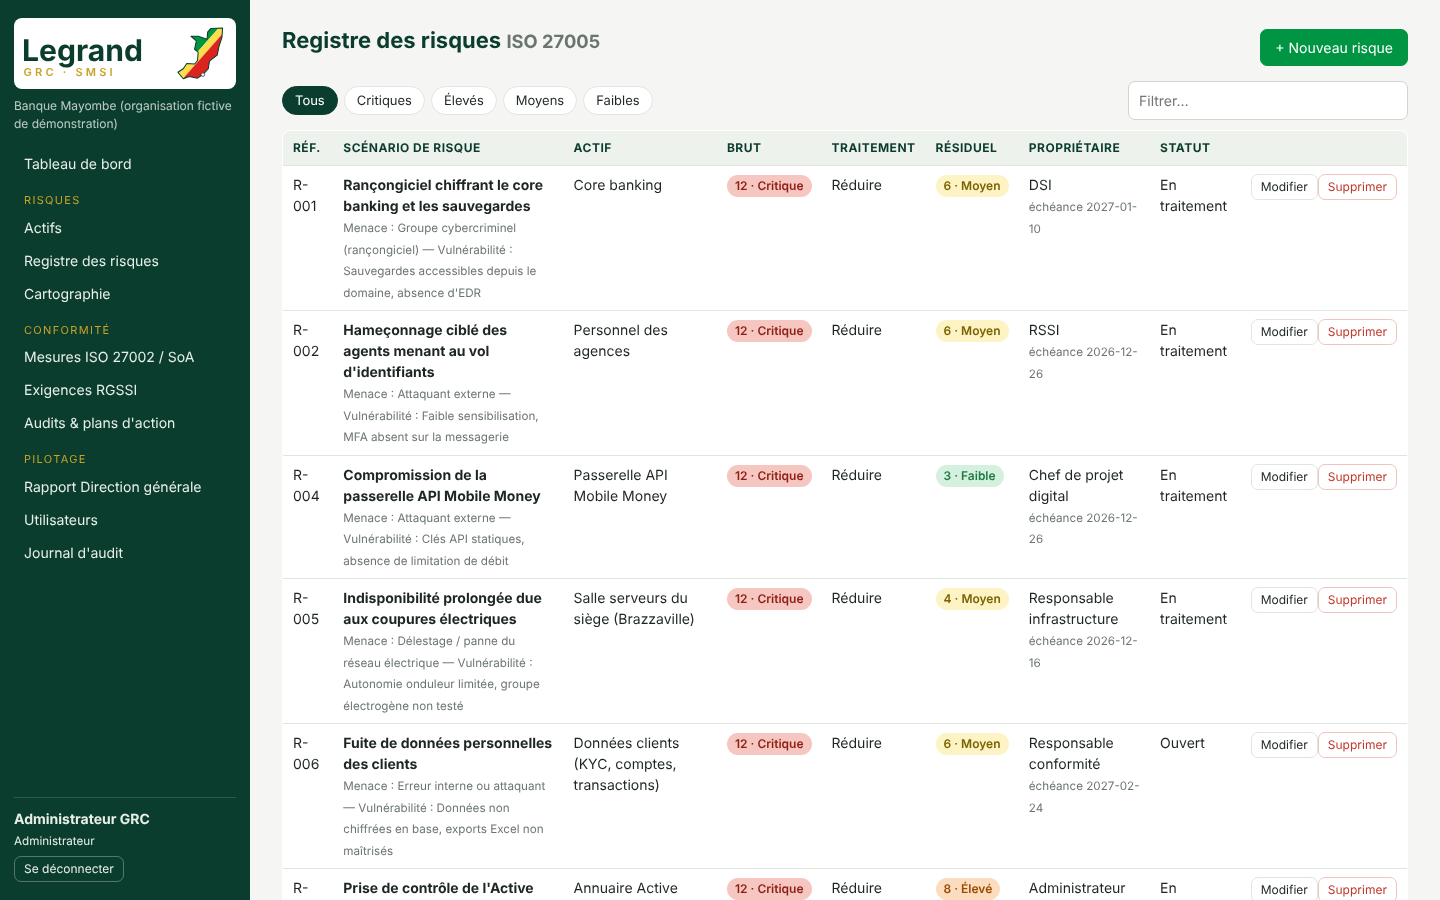 Legrand
GRC · SMSI
Banque Mayombe (organisation fictive
de démonstration)
Tableau de bord
RISQUES
Actifs
Registre des risques
Cartographie
CONFORMITÉ
Mesures ISO 27002 / SoA
Exigences RGSSI
Audits & plans d'action
PILOTAGE
Rapport Direction générale
Utilisateurs
Journal d'audit
Administrateur GRC
Administrateur
Se déconnecter
Registre des risques ISO 27005
+ Nouveau risque
Tous Critiques Élevés Moyens Faibles
Filtrer...
RÉF. SCÉNARIO DE RISQUE ACTIF BRUT TRAITEMENT RÉSIDUEL PROPRIÉTAIRE STATUT
R- Rançongiciel chiffrant le core Core banking 12 · Critique Réduire 6 · Moyen DSI En Modifier Supprimer
001 banking et les sauvegardes échéance 2027-01- traitement
Menace : Groupe cybercriminel 10
(rançongiciel) — Vulnérabilité :
Sauvegardes accessibles depuis le
domaine, absence d'EDR
R- Hameçonnage ciblé des Personnel des 12 · Critique Réduire 6 · Moyen RSSI En Modifier Supprimer
002 agents menant au vol agences échéance 2026-12- traitement
d'identifiants 26
Menace : Attaquant externe —
Vulnérabilité : Faible sensibilisation,
MFA absent sur la messagerie
R- Compromission de la Passerelle API 12 · Critique Réduire 3 · Faible Chef de projet En Modifier Supprimer
004 passerelle API Mobile Money Mobile Money digital traitement
Menace : Attaquant externe — échéance 2026-12-
Vulnérabilité : Clés API statiques, 26
absence de limitation de débit
R- Indisponibilité prolongée due Salle serveurs du 12 · Critique Réduire 4 · Moyen Responsable En Modifier Supprimer
005 aux coupures électriques siège (Brazzaville) infrastructure traitement
Menace : Délestage / panne du échéance 2026-12-
réseau électrique — Vulnérabilité : 16
Autonomie onduleur limitée, groupe
électrogène non testé
R- Fuite de données personnelles Données clients 12 · Critique Réduire 6 · Moyen Responsable Ouvert Modifier Supprimer
006 des clients (KYC, comptes, conformité
Menace : Erreur interne ou attaquant transactions) échéance 2027-02-
— Vulnérabilité : Données non 24
chiffrées en base, exports Excel non
maîtrisés
R- Prise de contrôle de l'Active Annuaire Active 12 · Critique Réduire 8 · Élevé Administrateur En Modifier Supprimer